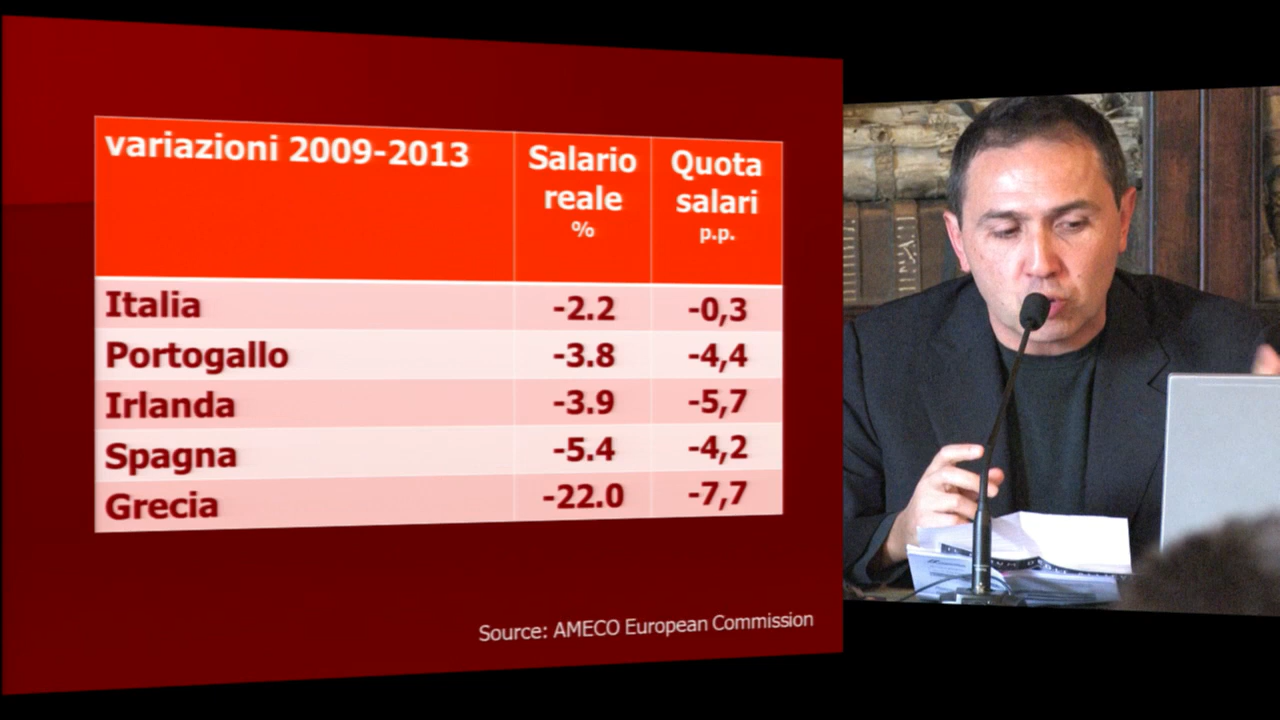 variazioni 2009-2013
Salario reale %
Quota salari p.p.
Italia -2.2 -0,3
Portogallo -3.8 -4,4
Irlanda -3.9 -5,7
Spagna -5.4 -4,2
Grecia -22.0 -7,7
Source: AMECO European Commission